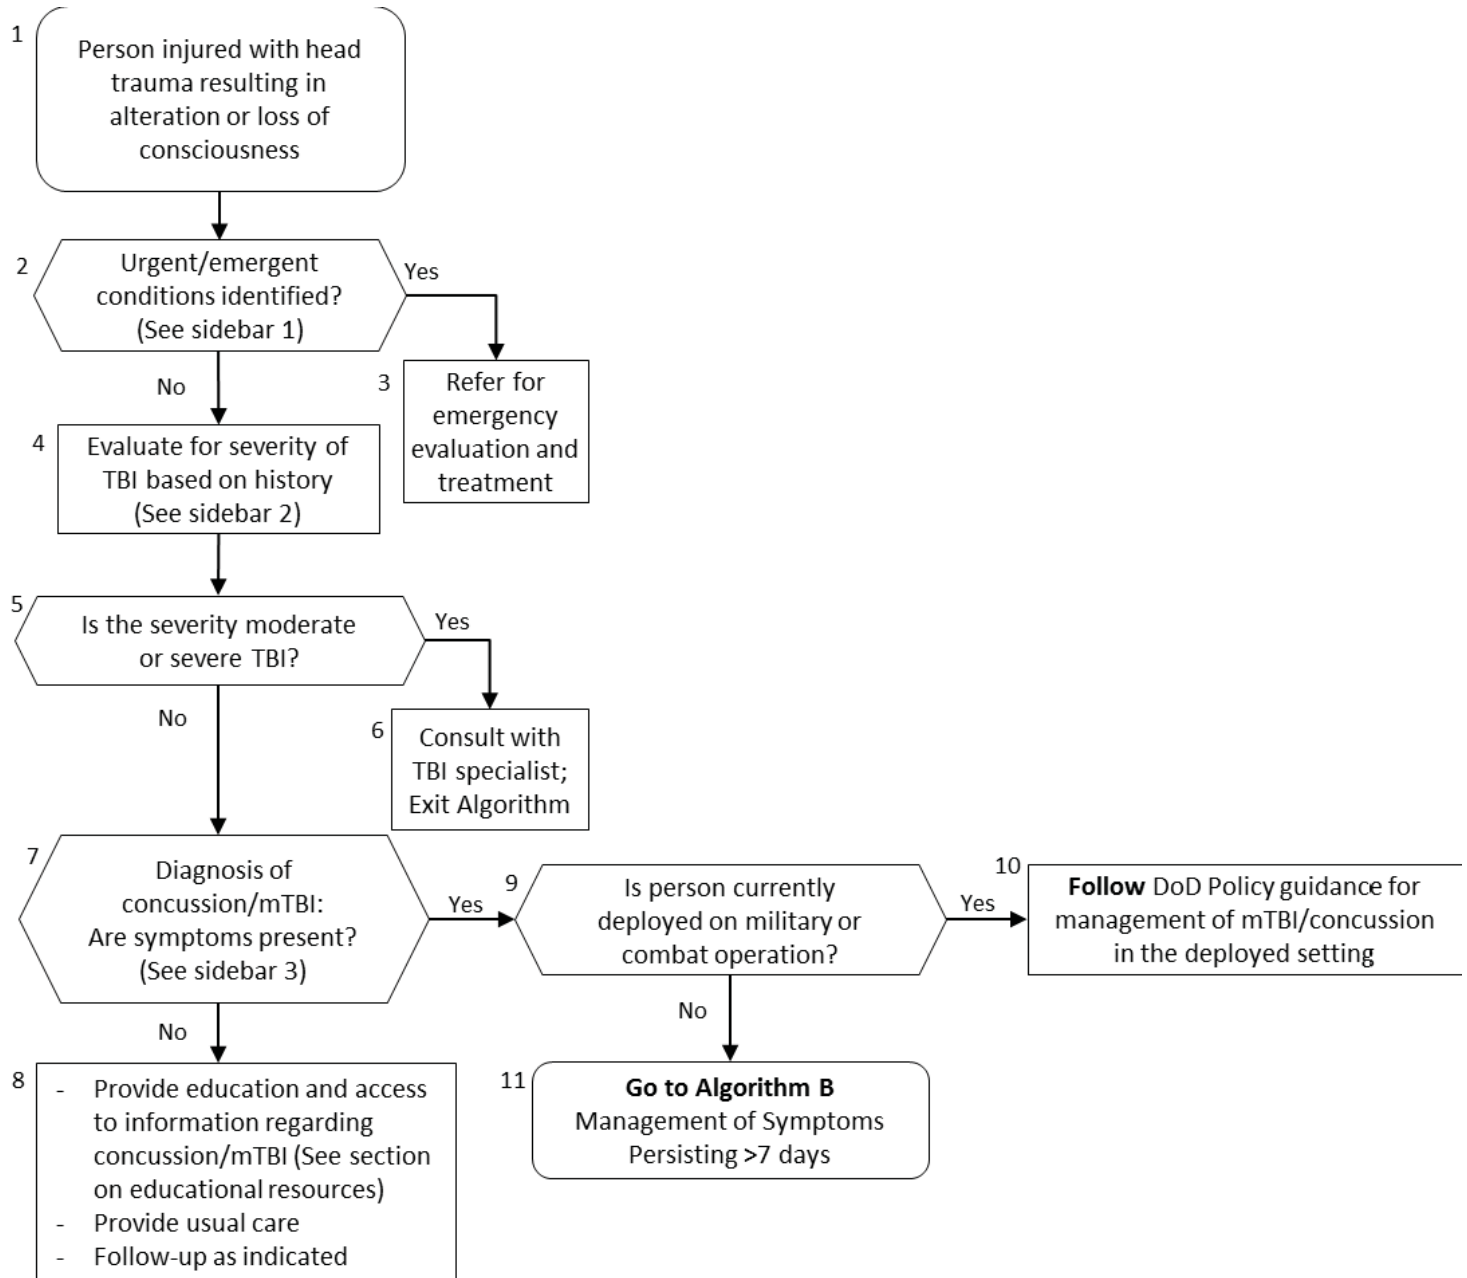 1
Person injured with head
trauma resulting in
alteration or loss of
consciousness
2
Urgent/emergent
conditions identified?
(See sidebar 1)
Yes
No
3
Refer for
emergency
evaluation and
treatment
4
Evaluate for severity of
TBI based on history
(See sidebar 2)
5
Is the severity moderate
or severe TBI?
Yes
No
6
Consult with
TBI specialist;
Exit Algorithm
7
Diagnosis of
concussion/mTBI:
Are symptoms present?
(See sidebar 3)
Yes
No
9
Is person currently
deployed on military or
combat operation?
Yes
No
10
Follow DoD Policy guidance for
management of mTBI/concussion
in the deployed setting
8
- Provide education and access
to information regarding
concussion/mTBI (See section
on educational resources)
- Provide usual care
- Follow-up as indicated
11
Go to Algorithm B
Management of Symptoms
Persisting >7 days